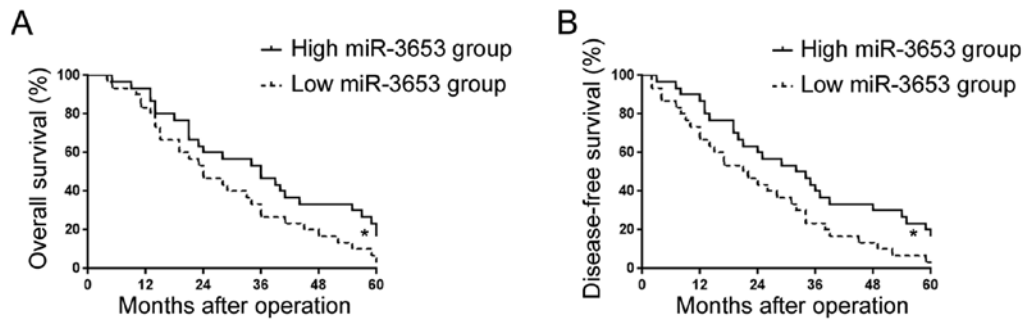 A
High miR-3653 group
Low miR-3653 group
Overall survival (%)
100
80
60
40
20
0
*
0 12 24 36 48 60
Months after operation
B
High miR-3653 group
Low miR-3653 group
Disease-free survival (%)
100
80
60
40
20
0
*
0 12 24 36 48 60
Months after operation